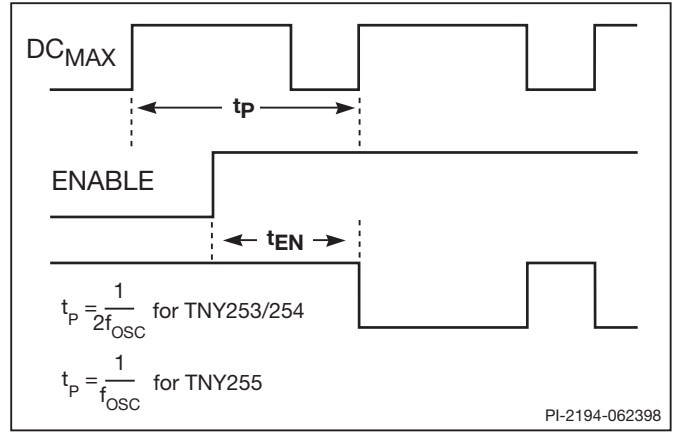 DCMAX
tP
ENABLE
tEN
tP = 1/2fOSC for TNY253/254
tP = 1/fOSC for TNY255
PI-2194-062398